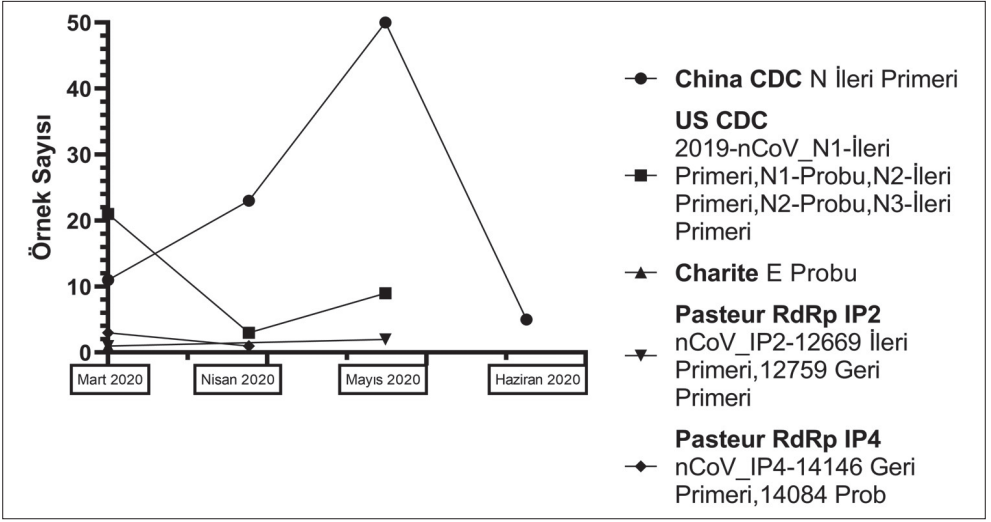 50
40
30
20
10
0
Örnek Sayısı
Mart 2020
Nisan 2020
Mayıs 2020
Haziran 2020
China CDC N İleri Primeri
US CDC
2019-nCoV_N1-İleri
Primeri,N1-Probu,N2-İleri
Primeri,N2-Probu,N3-İleri
Primeri
Charite E Probu
Pasteur RdRp IP2
nCoV_IP2-12669 İleri
Primeri,12759 Geri
Primeri
Pasteur RdRp IP4
nCoV_IP4-14146 Geri
Primeri,14084 Prob